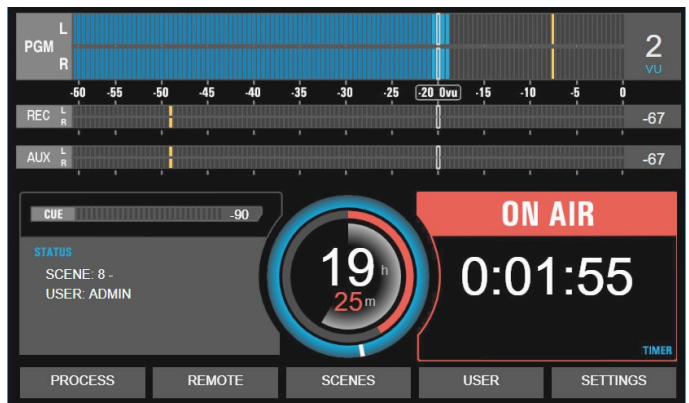 L
PGM
R
2
VU
-60 -55 -50 -45 -40 -35 -30 -25 -20 0vu -15 -10 -5 0
REC L R -67
AUX L R -67
CUE -90
ON AIR
STATUS
SCENE: 8 -
USER: ADMIN
19 h
25 m
0:01:55
TIMER
PROCESS REMOTE SCENES USER SETTINGS